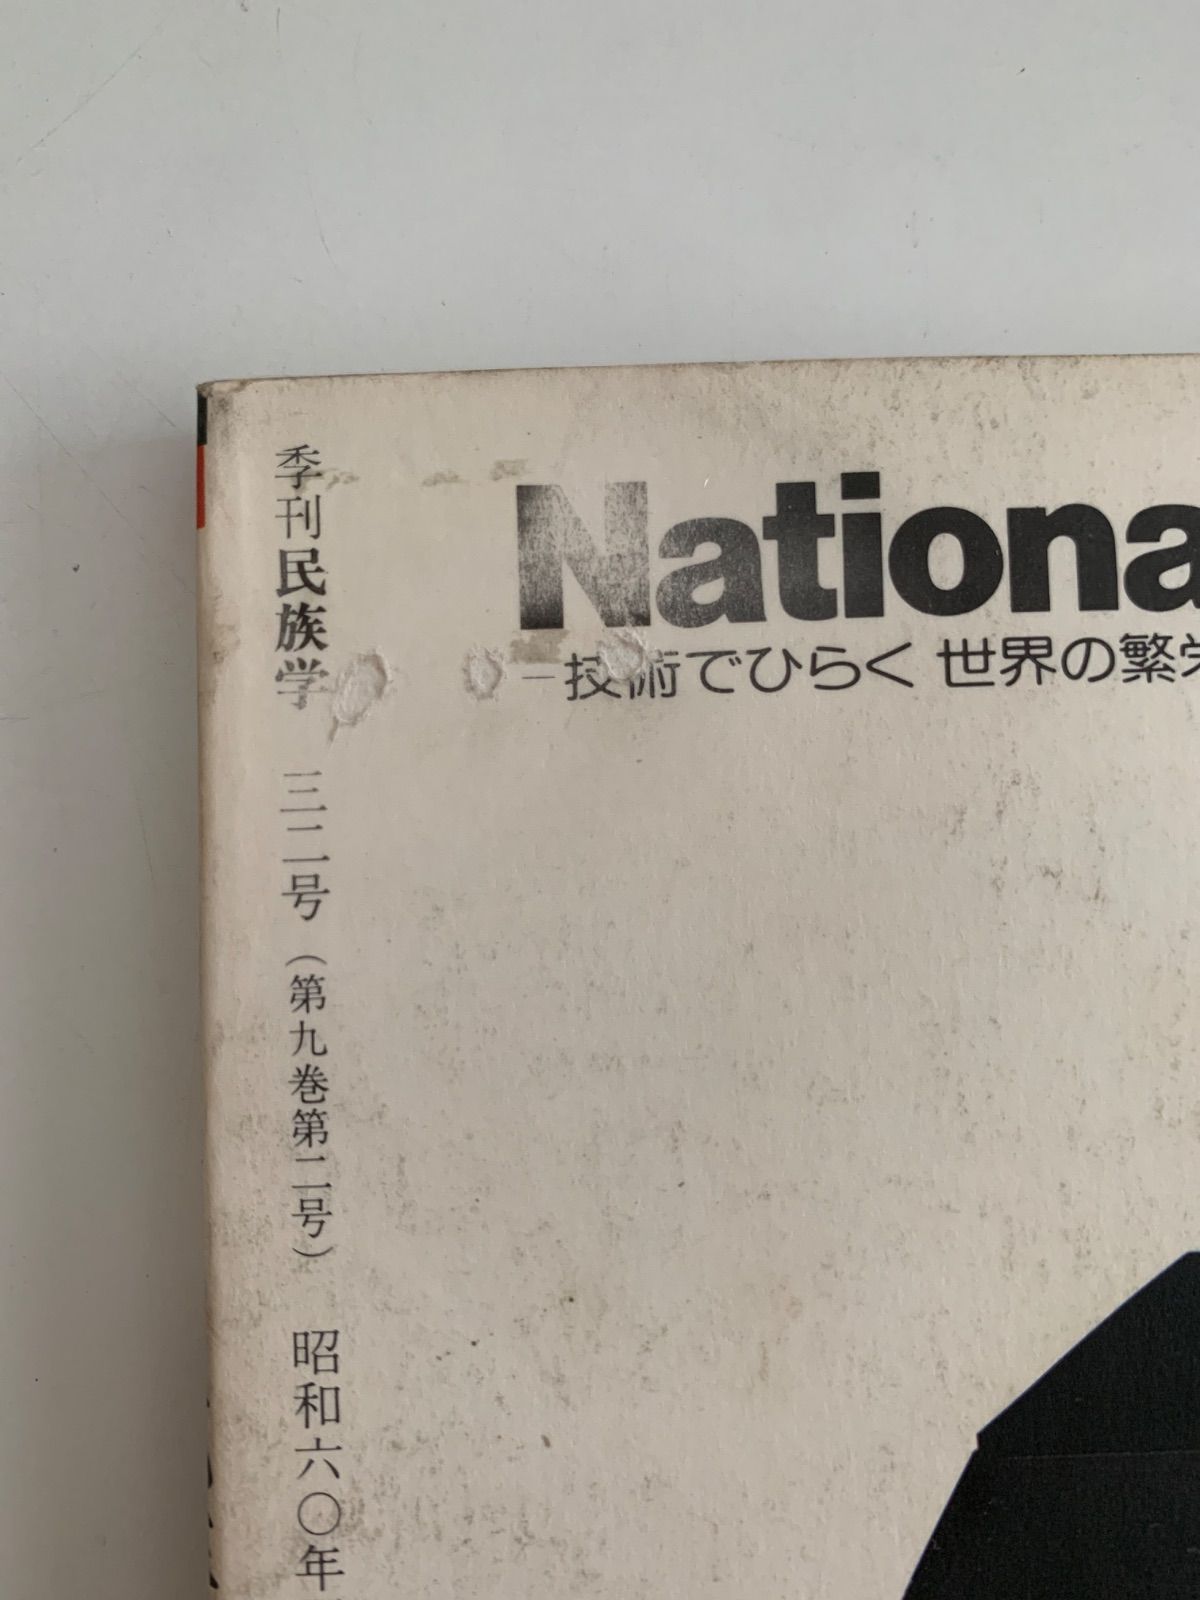 季刊民族学 三二号（第九巻第二号） 昭和六〇年
Nationa
―技術でひらく 世界の繁栄